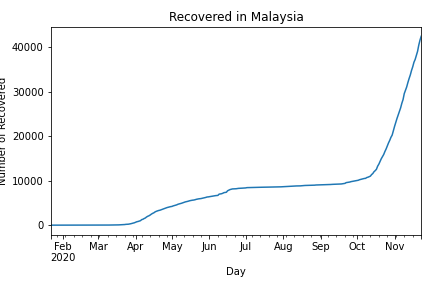 Recovered in Malaysia
Number of Recovered
40000
30000
20000
10000
0
Feb Mar Apr May Jun Jul Aug Sep Oct Nov
2020
Day